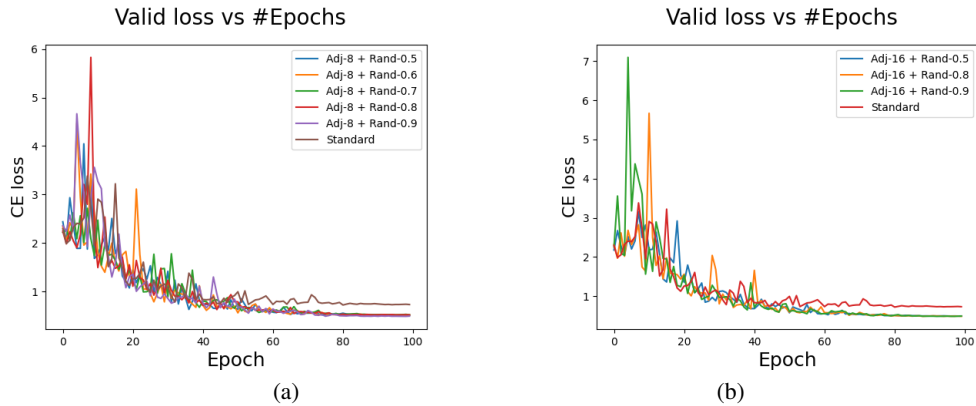 Valid loss vs #Epochs
6
5
4
3
2
1
0
20
40
60
80
100
CE loss
Epoch
Adj-8 + Rand-0.5
Adj-8 + Rand-0.6
Adj-8 + Rand-0.7
Adj-8 + Rand-0.8
Adj-8 + Rand-0.9
Standard
(a)
Valid loss vs #Epochs
7
6
5
4
3
2
1
0
20
40
60
80
100
CE loss
Epoch
Adj-16 + Rand-0.5
Adj-16 + Rand-0.8
Adj-16 + Rand-0.9
Standard
(b)